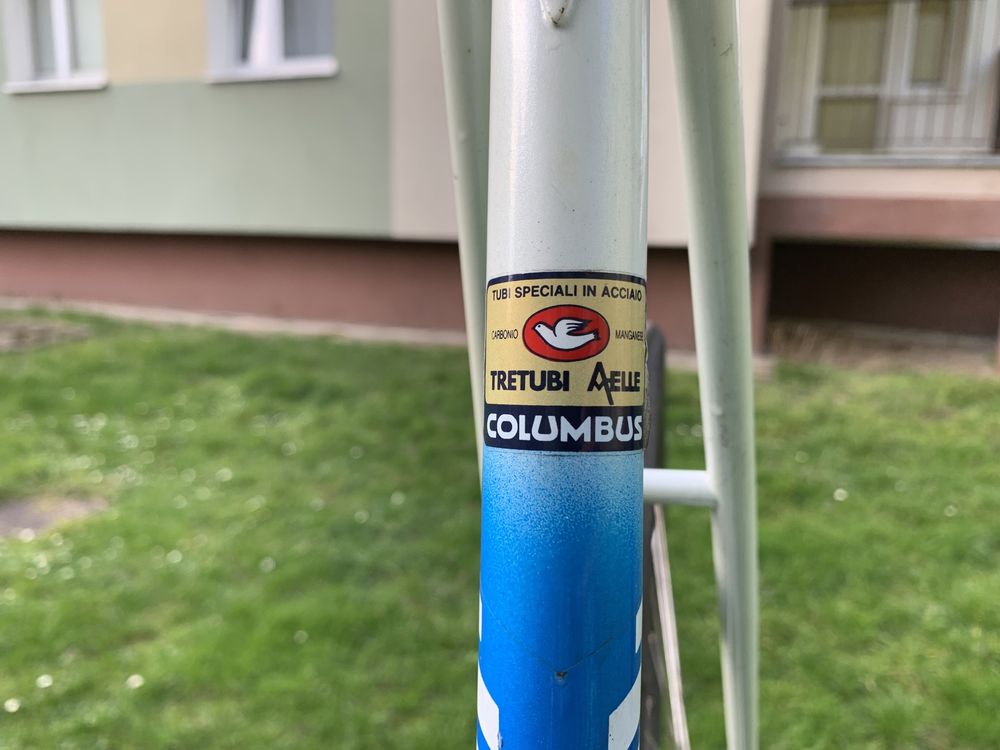 TUBI SPECIALI IN ACCIAIO
CARBONIO MANGANESE
TRETUBI AELLE
COLUMBUS